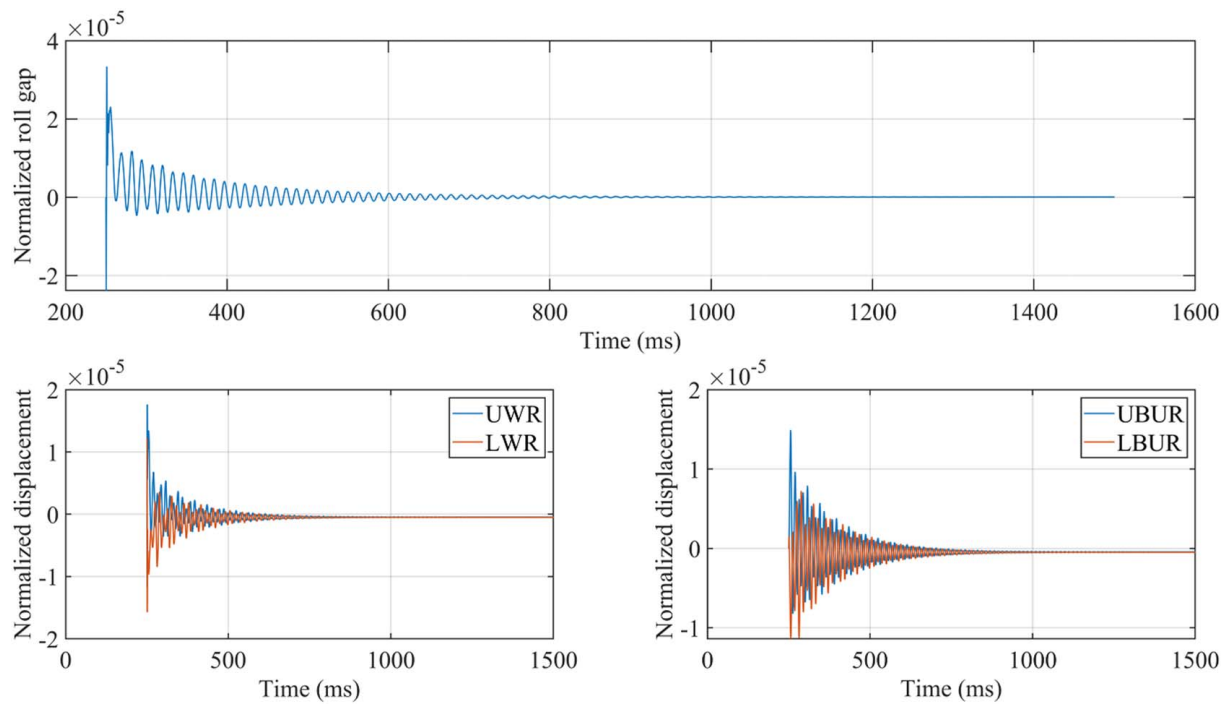 ×10⁻⁵
4
2
0
-2
Normalized roll gap
200 400 600 800 1000 1200 1400 1600
Time (ms)
×10⁻⁵
2
1
0
-1
-2
Normalized displacement
UWR
LWR
0 500 1000 1500
Time (ms)
×10⁻⁵
2
1
0
-1
Normalized displacement
UBUR
LBUR
0 500 1000 1500
Time (ms)